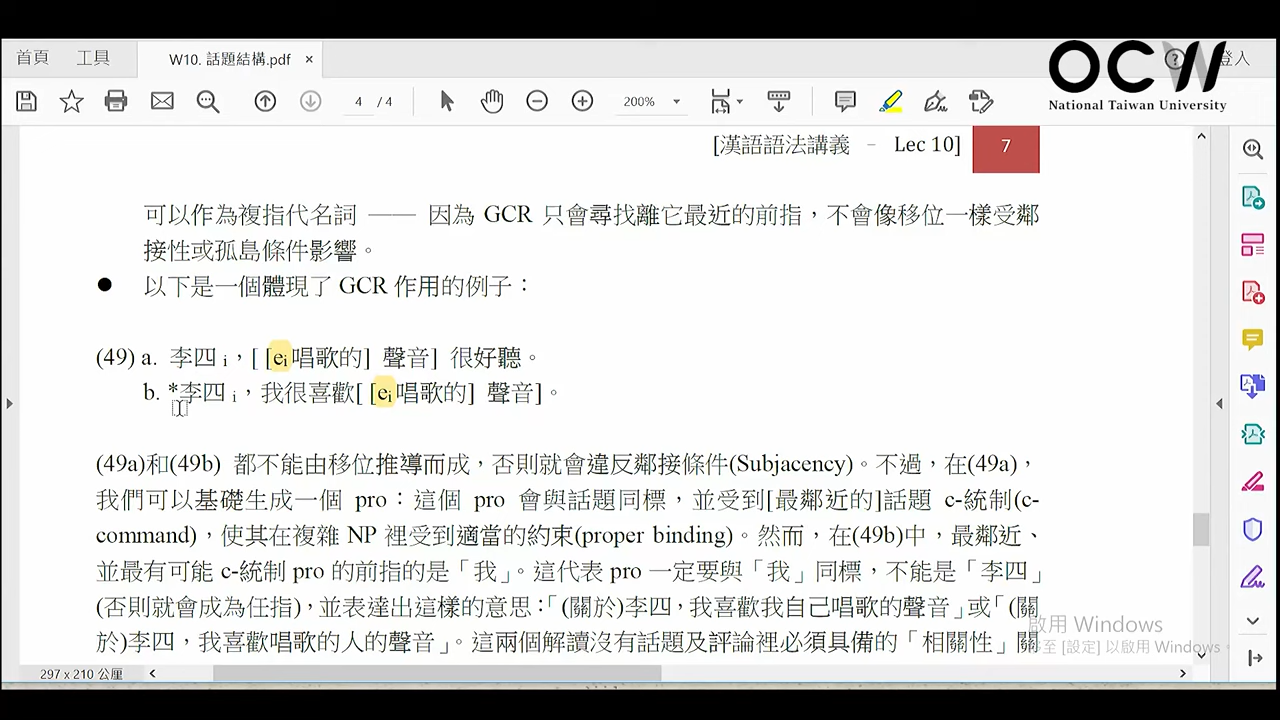 首頁 工具 W10. 話題結構.pdf ×
OCW 登入
National Taiwan University
4 / 4 200%
[漢語語法講義 – Lec 10] 7
可以作為複指代名詞 —— 因為 GCR 只會尋找離它最近的前指，不會像移位一樣受鄰
接性或孤島條件影響。
● 以下是一個體現了 GCR 作用的例子：
(49) a. 李四 i，[ [ei唱歌的] 聲音] 很好聽。
b. *李四 i，我很喜歡[ [ei唱歌的] 聲音]。
(49a)和(49b) 都不能由移位推導而成，否則就會違反鄰接條件(Subjacency)。不過，在(49a)，
我們可以基礎生成一個 pro：這個 pro 會與話題同標，並受到[最鄰近的]話題 c-統制(c-
command)，使其在複雜 NP 裡受到適當的約束(proper binding)。然而，在(49b)中，最鄰近、
並最有可能 c-統制 pro 的前指的是「我」。這代表 pro 一定要與「我」同標，不能是「李四」
(否則就會成為任指)，並表達出這樣的意思：「(關於)李四，我喜歡我自己唱歌的聲音」或「(關
於)李四，我喜歡唱歌的人的聲音」。這兩個解讀沒有話題及評論裡必須具備的「相關性」關
啟用 Windows
移至 [設定] 以啟用 Windows。
297 x 210 公厘